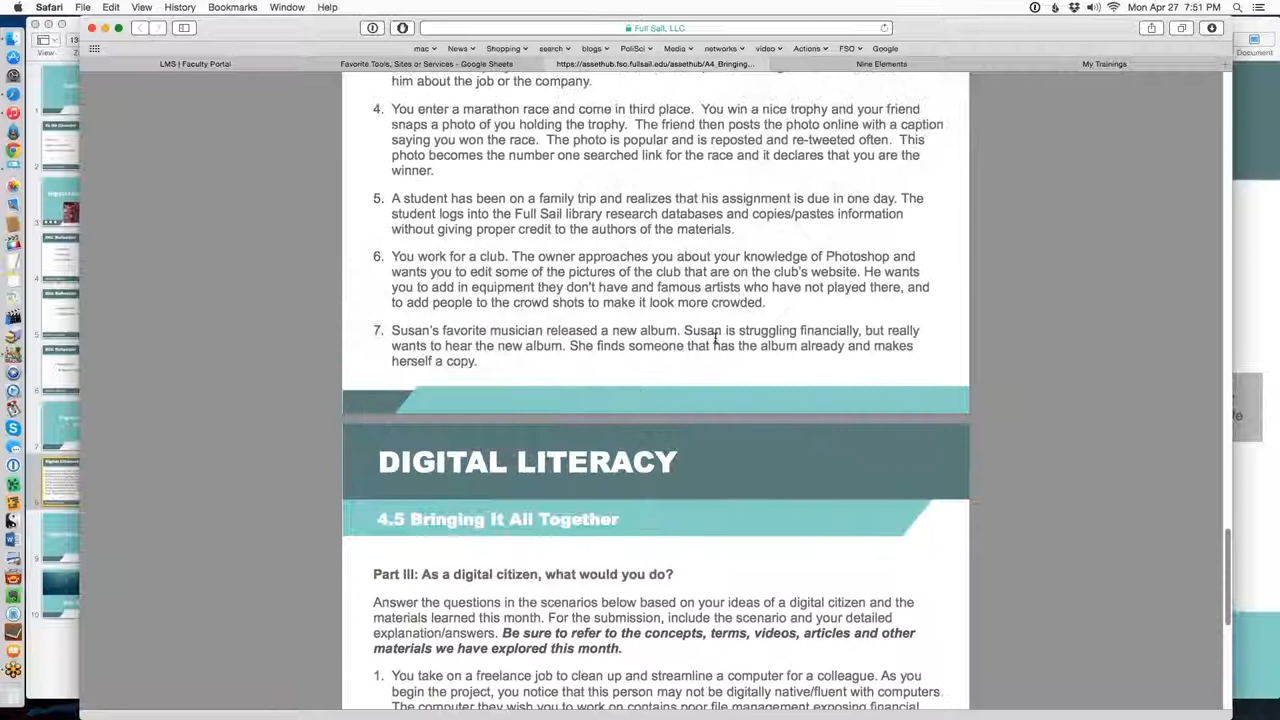 Safari File Edit View History Bookmarks Window Help
Mon Apr 27 7:51 PM
Full Sail, LLC
mac News Shopping search blogs PoliSci Media networks video Actions FSO Google
LMS | Faculty Portal
Favorite Tools, Sites or Services - Google Sheets
https://assethub.fso.fullsail.edu/assethub/A4_Bringing...
Nine Elements
My Trainings
View
Document
him about the job or the company.
4. You enter a marathon race and come in third place. You win a nice trophy and your friend
snaps a photo of you holding the trophy. The friend then posts the photo online with a caption
saying you won the race. The photo is popular and is reposted and re-tweeted often. This
photo becomes the number one searched link for the race and it declares that you are the
winner.
5. A student has been on a family trip and realizes that his assignment is due in one day. The
student logs into the Full Sail library research databases and copies/pastes information
without giving proper credit to the authors of the materials.
6. You work for a club. The owner approaches you about your knowledge of Photoshop and
wants you to edit some of the pictures of the club that are on the club's website. He wants
you to add in equipment they don't have and famous artists who have not played there, and
to add people to the crowd shots to make it look more crowded.
7. Susan's favorite musician released a new album. Susan is struggling financially, but really
wants to hear the new album. She finds someone that has the album already and makes
herself a copy.
DIGITAL LITERACY
4.5 Bringing It All Together
Part III: As a digital citizen, what would you do?
Answer the questions in the scenarios below based on your ideas of a digital citizen and the
materials learned this month. For the submission, include the scenario and your detailed
explanation/answers. Be sure to refer to the concepts, terms, videos, articles and other
materials we have explored this month.
1. You take on a freelance job to clean up and streamline a computer for a colleague. As you
begin the project, you notice that this person may not be digitally native/fluent with computers.
The computer they wish you to work on contains poor file management exposing financial